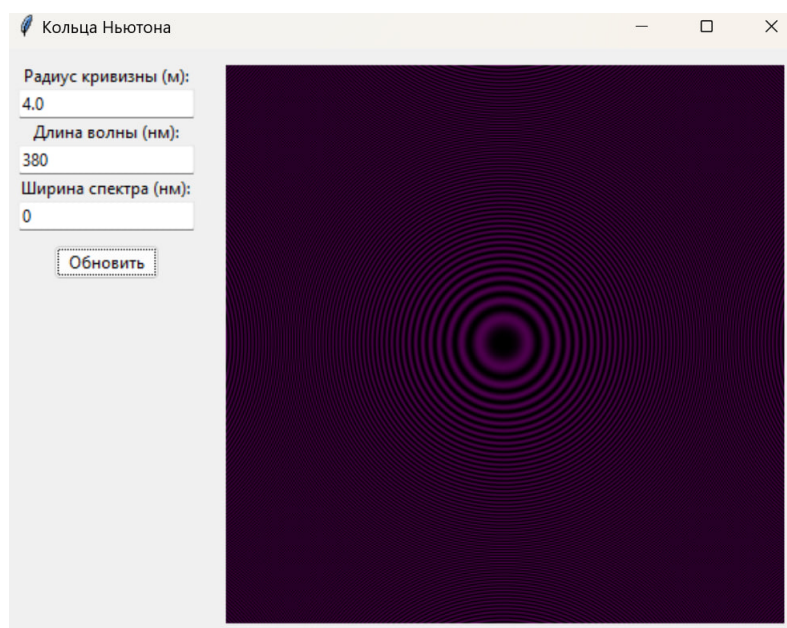 Кольца Ньютона
Радиус кривизны (м):
4.0
Длина волны (нм):
380
Ширина спектра (нм):
0
Обновить